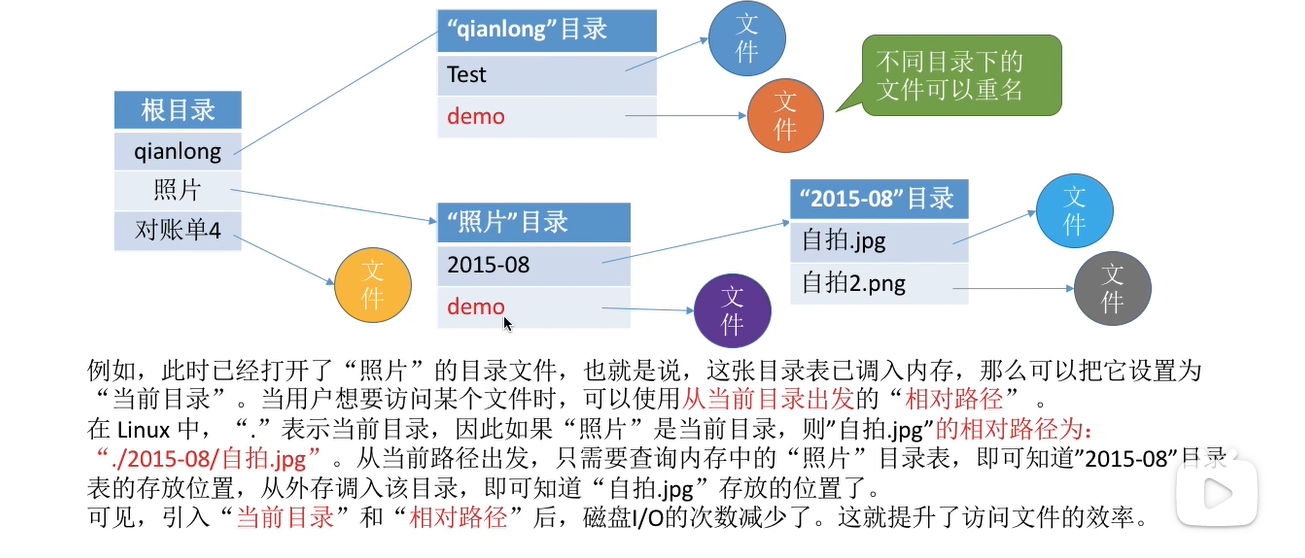 “qianlong”目录
Test
demo
文件
文件
不同目录下的
文件可以重名
根目录
qianlong
照片
对账单4
文件
“照片”目录
2015-08
demo
文件
“2015-08”目录
自拍.jpg
自拍2.png
文件
文件
例如，此时已经打开了“照片”的目录文件，也就是说，这张目录表已调入内存，那么可以把它设置为
“当前目录”。当用户想要访问某个文件时，可以使用从当前目录出发的“相对路径” 。
在 Linux 中，“.”表示当前目录，因此如果“照片”是当前目录，则”自拍.jpg”的相对路径为：
“./2015-08/自拍.jpg” 。从当前路径出发，只需要查询内存中的“照片”目录表，即可知道”2015-08”目录
表的存放位置，从外存调入该目录，即可知道“自拍.jpg”存放的位置了。
可见，引入“当前目录”和“相对路径”后，磁盘I/O的次数减少了。这就提升了访问文件的效率。